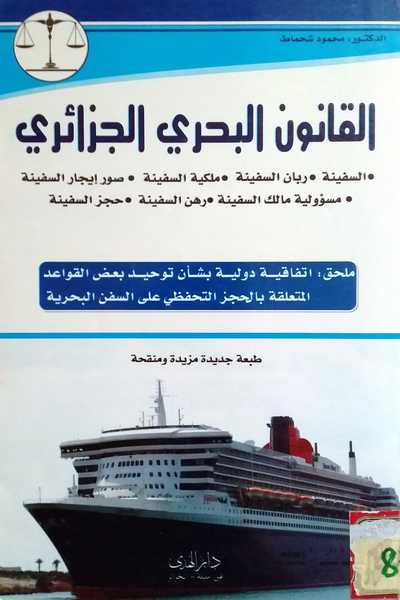 الدكتور: محمود شحماط
القانون البحري الجزائري
•السفينة •ربان السفينة •ملكية السفينة •صور إيجار السفينة
•مسؤولية مالك السفينة •رهن السفينة •حجز السفينة
ملحق: اتفاقية دولية بشأن توحيد بعض القواعد
المتعلقة بالحجز التحفظي على السفن البحرية
طبعة جديدة مزيدة ومنقحة
دار الهدى
8